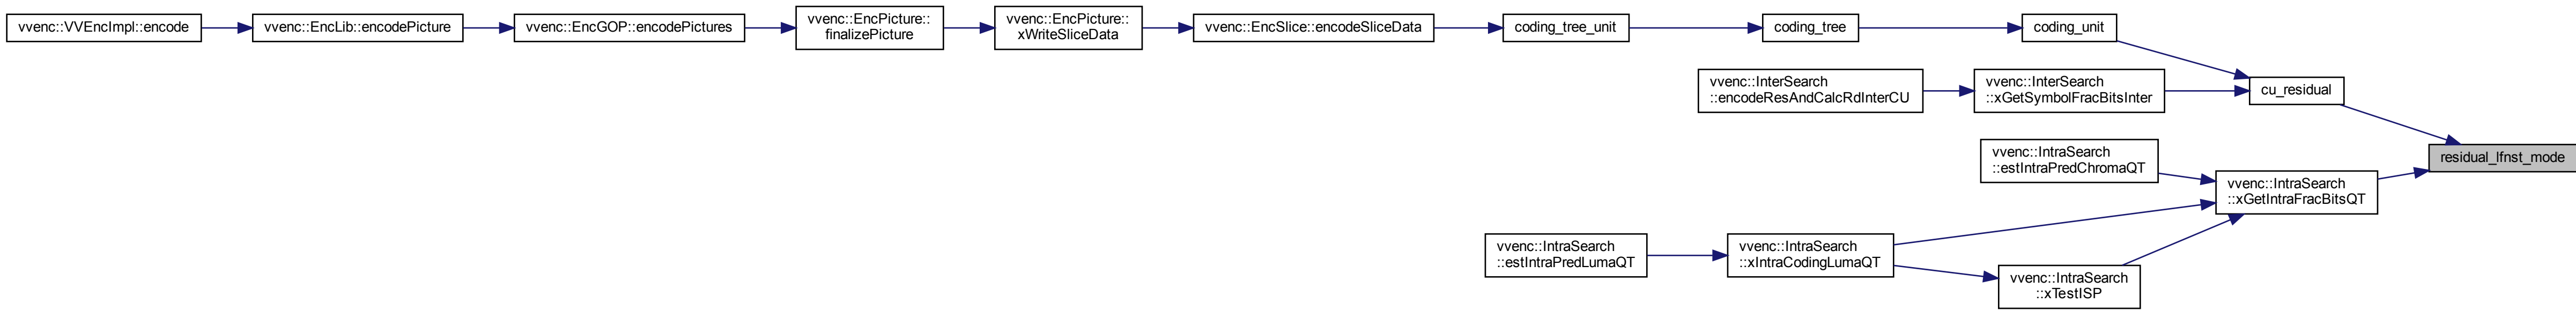 vvenc::VVEncImpl::encode
vvenc::EncLib::encodePicture
vvenc::EncGOP::encodePictures
vvenc::EncPicture::
finalizePicture
vvenc::EncPicture::
xWriteSliceData
vvenc::EncSlice::encodeSliceData
coding_tree_unit
coding_tree
coding_unit
vvenc::InterSearch
::encodeResAndCalcRdInterCU
vvenc::InterSearch
::xGetSymbolFracBitsInter
cu_residual
vvenc::IntraSearch
::estIntraPredChromaQT
residual_lfnst_mode
vvenc::IntraSearch
::xGetIntraFracBitsQT
vvenc::IntraSearch
::estIntraPredLumaQT
vvenc::IntraSearch
::xIntraCodingLumaQT
vvenc::IntraSearch
::xTestISP